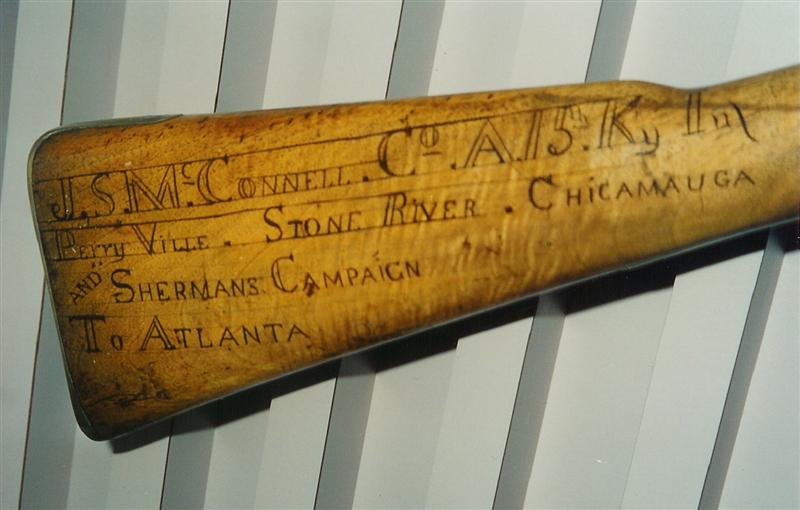 J.S. McConnell. Co. A. 15th. Ky Inf
Perry Ville. Stone River. Chicamauga
and Shermans Campaign
To Atlanta